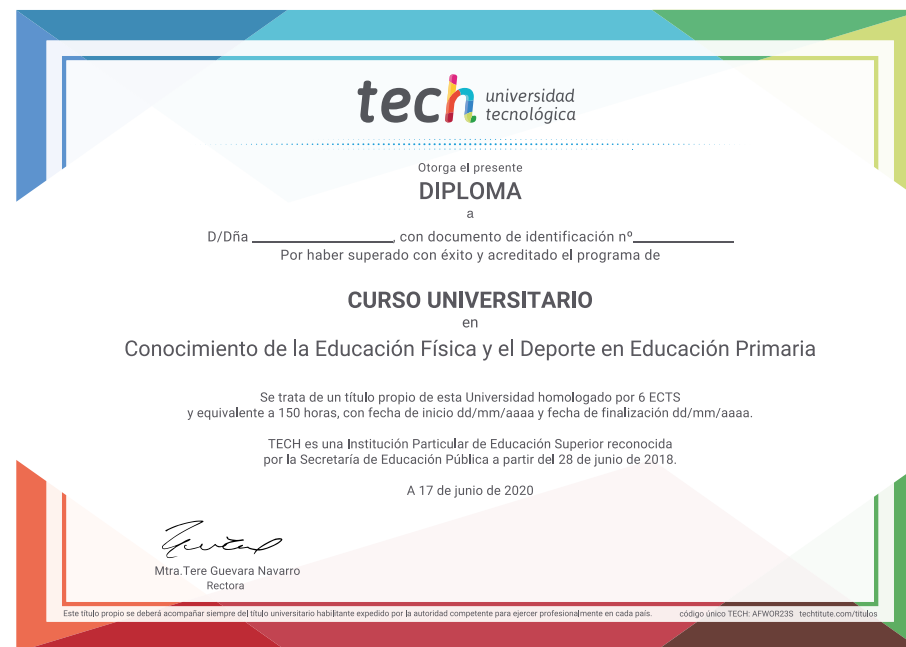 tech universidad
tecnológica
Otorga el presente
DIPLOMA
a
D/Dña ________________, con documento de identificación nº____________
Por haber superado con éxito y acreditado el programa de
CURSO UNIVERSITARIO
en
Conocimiento de la Educación Física y el Deporte en Educación Primaria
Se trata de un título propio de esta Universidad homologado por 6 ECTS
y equivalente a 150 horas, con fecha de inicio dd/mm/aaaa y fecha de finalización dd/mm/aaaa.
TECH es una Institución Particular de Educación Superior reconocida
por la Secretaría de Educación Pública a partir del 28 de junio de 2018.
A 17 de junio de 2020
Mtra.Tere Guevara Navarro
Rectora
Este título propio se deberá acompañar siempre del título universitario habilitante expedido por la autoridad competente para ejercer profesionalmente en cada país. código único TECH: AFWOR23S techtitute.com/titulos